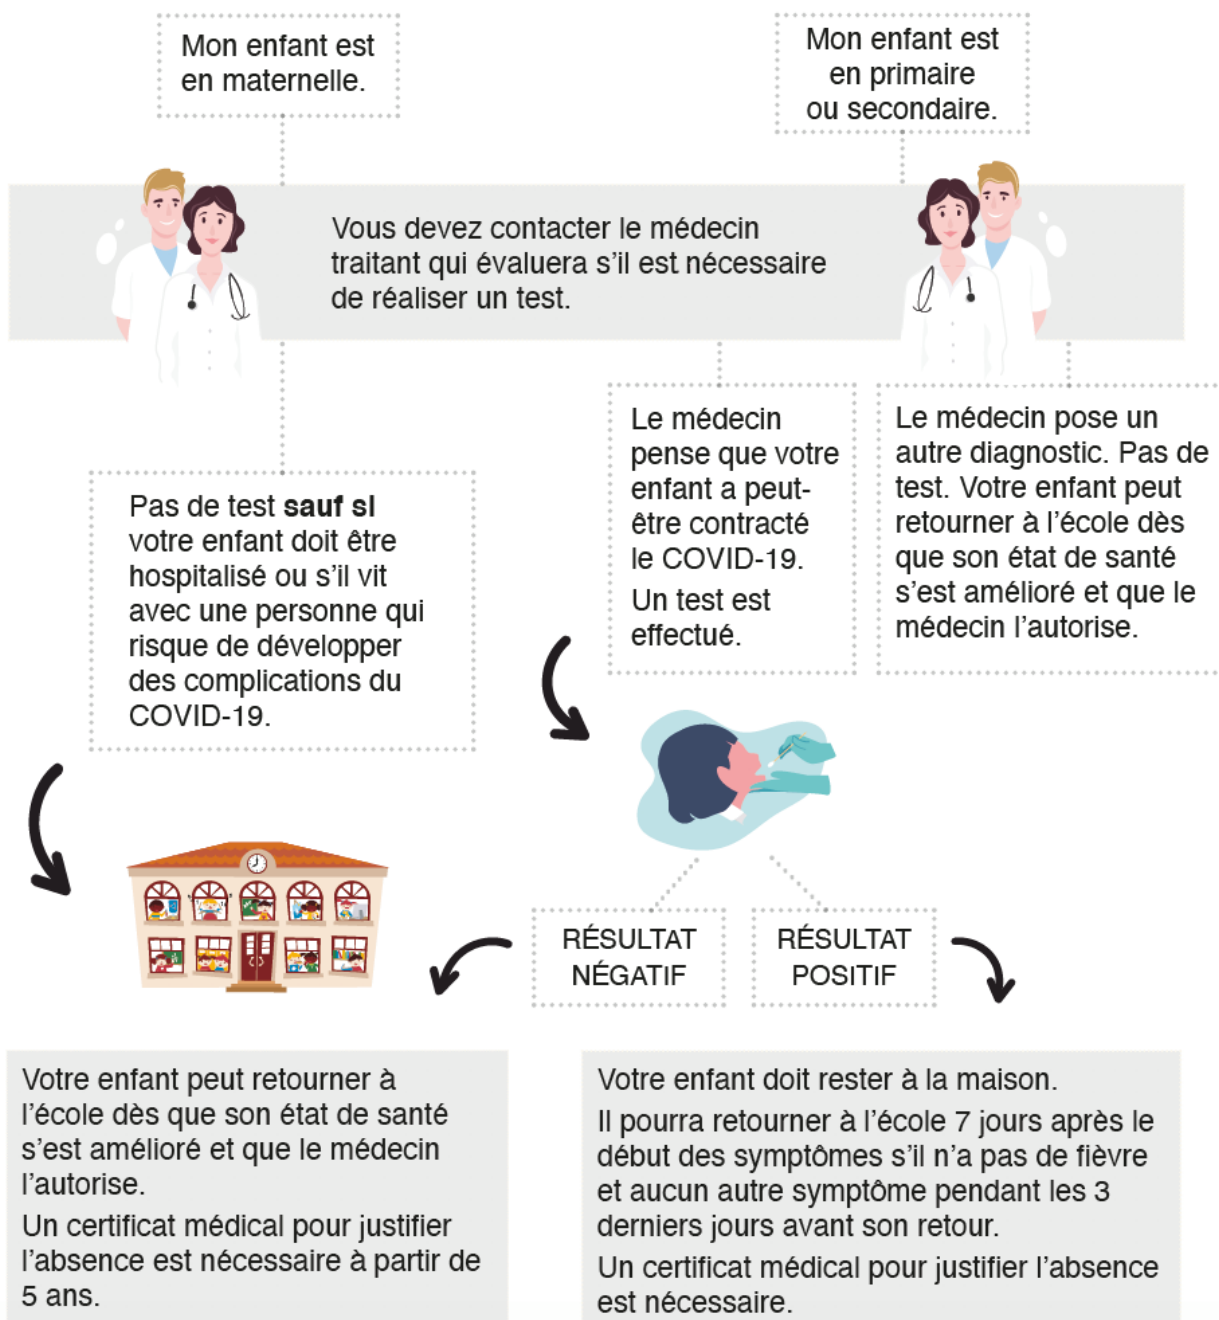 Mon enfant est
en maternelle.
Mon enfant est
en primaire
ou secondaire.
Vous devez contacter le médecin
traitant qui évaluera s’il est nécessaire
de réaliser un test.
Pas de test sauf si
votre enfant doit être
hospitalisé ou s’il vit
avec une personne qui
risque de développer
des complications du
COVID-19.
Le médecin
pense que votre
enfant a peut-
être contracté
le COVID-19.
Un test est
effectué.
Le médecin pose un
autre diagnostic. Pas de
test. Votre enfant peut
retourner à l’école dès
que son état de santé
s’est amélioré et que le
médecin l’autorise.
RÉSULTAT
NÉGATIF
RÉSULTAT
POSITIF
Votre enfant peut retourner à
l’école dès que son état de santé
s’est amélioré et que le médecin
l’autorise.
Un certificat médical pour justifier
l’absence est nécessaire à partir de
5 ans.
Votre enfant doit rester à la maison.
Il pourra retourner à l’école 7 jours après le
début des symptômes s’il n’a pas de fièvre
et aucun autre symptôme pendant les 3
derniers jours avant son retour.
Un certificat médical pour justifier l’absence
est nécessaire.